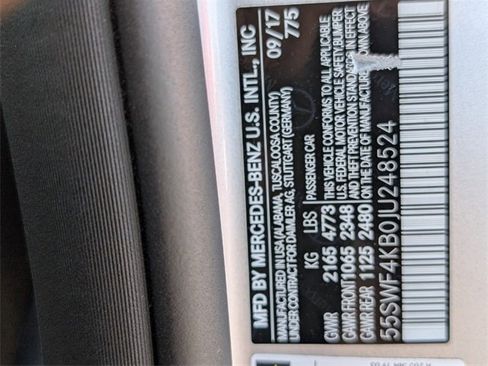 MFD BY MERCEDES-BENZ U.S. INTL., INC
09/17
775
MANUFACTURED IN USA (ALABAMA, TUSCALOOSA COUNTY)
UNDER CONTRACT FOR DAIMLER AG, STUTTGART (GERMANY)
KG LBS PASSENGER CAR
GVWR 2165 4773 THIS VEHICLE CONFORMS TO ALL APPLICABLE
GAWR FRONT 1065 2348 U.S. FEDERAL MOTOR VEHICLE SAFETY, BUMPER
GAWR REAR 1125 2480 AND THEFT PREVENTION STANDARDS IN EFFECT
ON THE DATE OF MANUFACTURE SHOWN ABOVE
55SWF4KB0JU248524